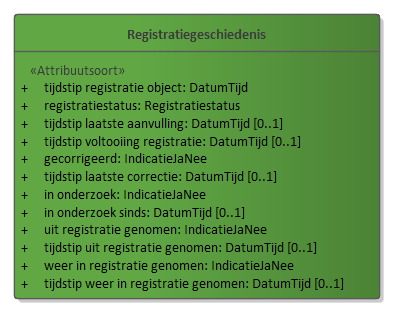 Registratiegeschiedenis
«Attribuutsoort»
+ tijdstip registratie object: DatumTijd
+ registratiestatus: Registratiestatus
+ tijdstip laatste aanvulling: DatumTijd [0..1]
+ tijdstip voltooiing registratie: DatumTijd [0..1]
+ gecorrigeerd: IndicatieJaNee
+ tijdstip laatste correctie: DatumTijd [0..1]
+ in onderzoek: IndicatieJaNee
+ in onderzoek sinds: DatumTijd [0..1]
+ uit registratie genomen: IndicatieJaNee
+ tijdstip uit registratie genomen: DatumTijd [0..1]
+ weer in registratie genomen: IndicatieJaNee
+ tijdstip weer in registratie genomen: DatumTijd [0..1]